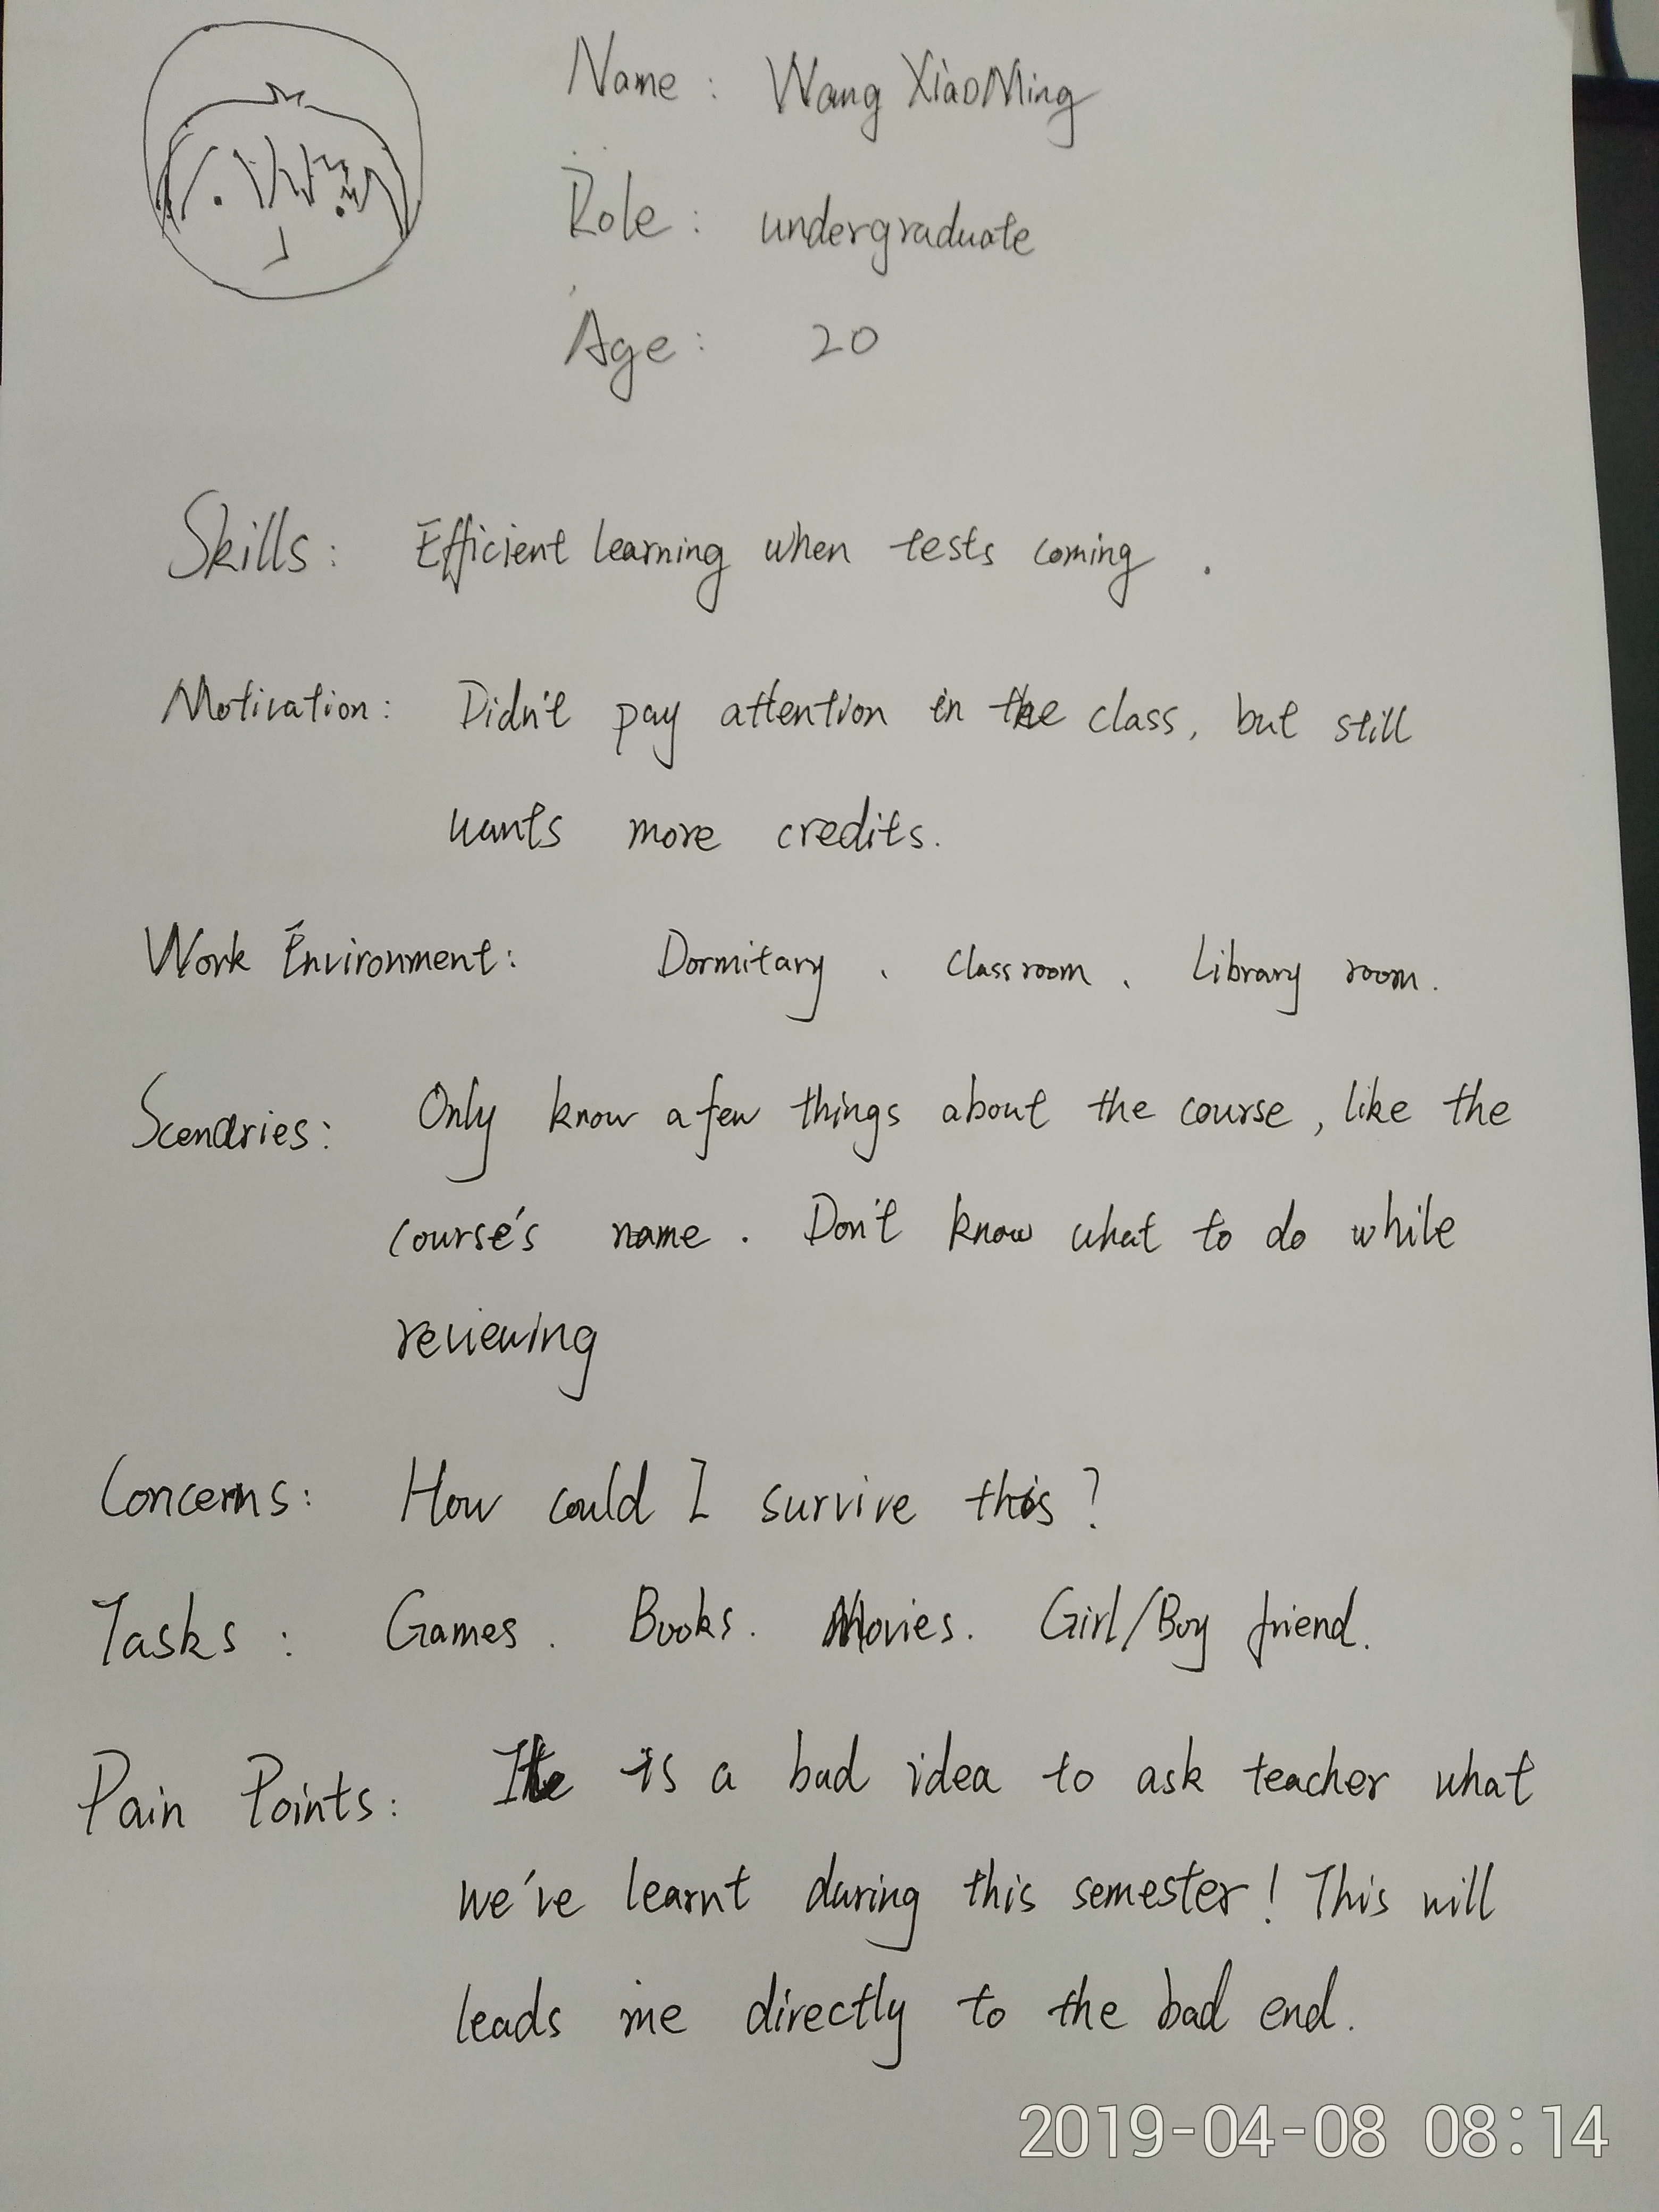 Name : Wang XiaoMing
Role : undergraduate
Age : 20
Skills : Efficient learning when tests coming .
Motivation : Didn't pay attention in the class, but still
wants more credits.
Work Environment : Dormitary 、 Classroom 、 Library room.
Scenaries : Only know a few things about the course, like the
course's name . Don't know what to do while
reviewing
Concerns : How could I survive this?
Tasks : Games . Books . Movies . Girl/Boy friend.
Pain Points : It is a bad idea to ask teacher what
we've learnt during this semester! This will
leads me directly to the bad end.
2019-04-08 08:14